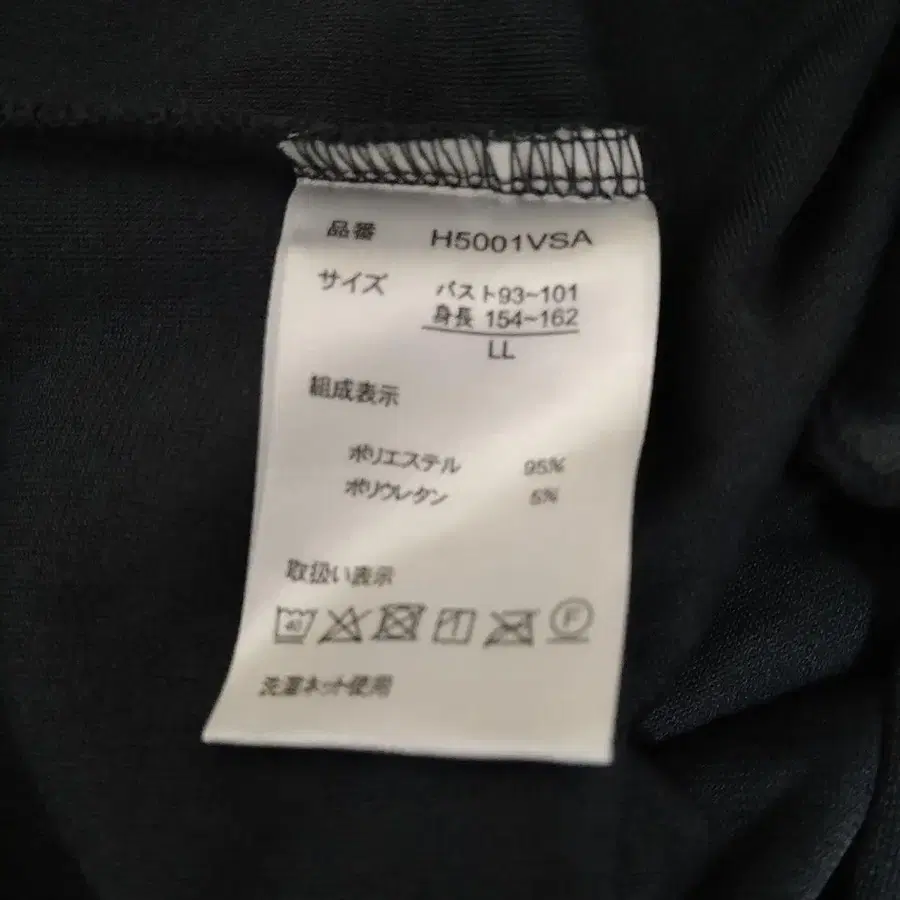 品番 H5001VSA
サイズ バスト93~101
身長 154~162
LL
組成表示
ポリエステル 95%
ポリウレタン 5%
取扱い表示
40 F
洗濯ネット使用